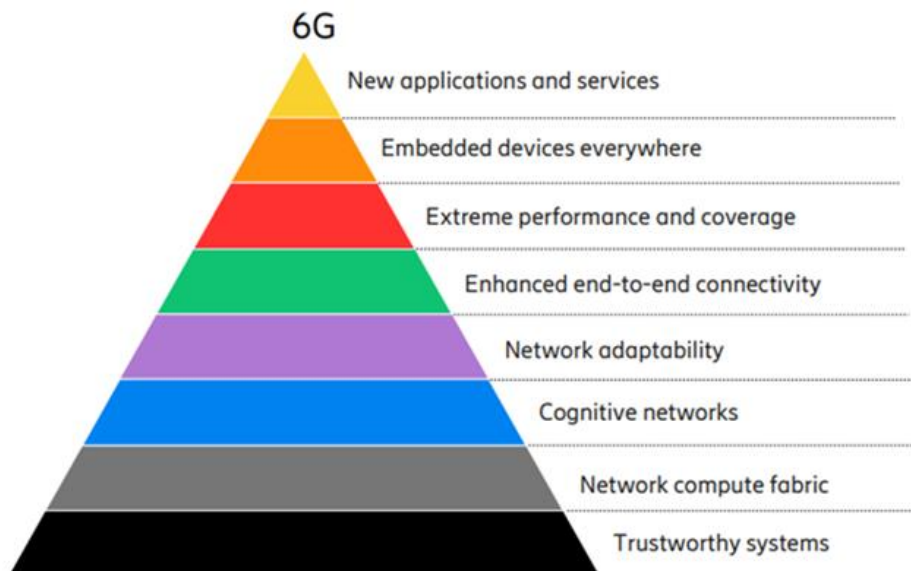 6G
New applications and services
Embedded devices everywhere
Extreme performance and coverage
Enhanced end-to-end connectivity
Network adaptability
Cognitive networks
Network compute fabric
Trustworthy systems